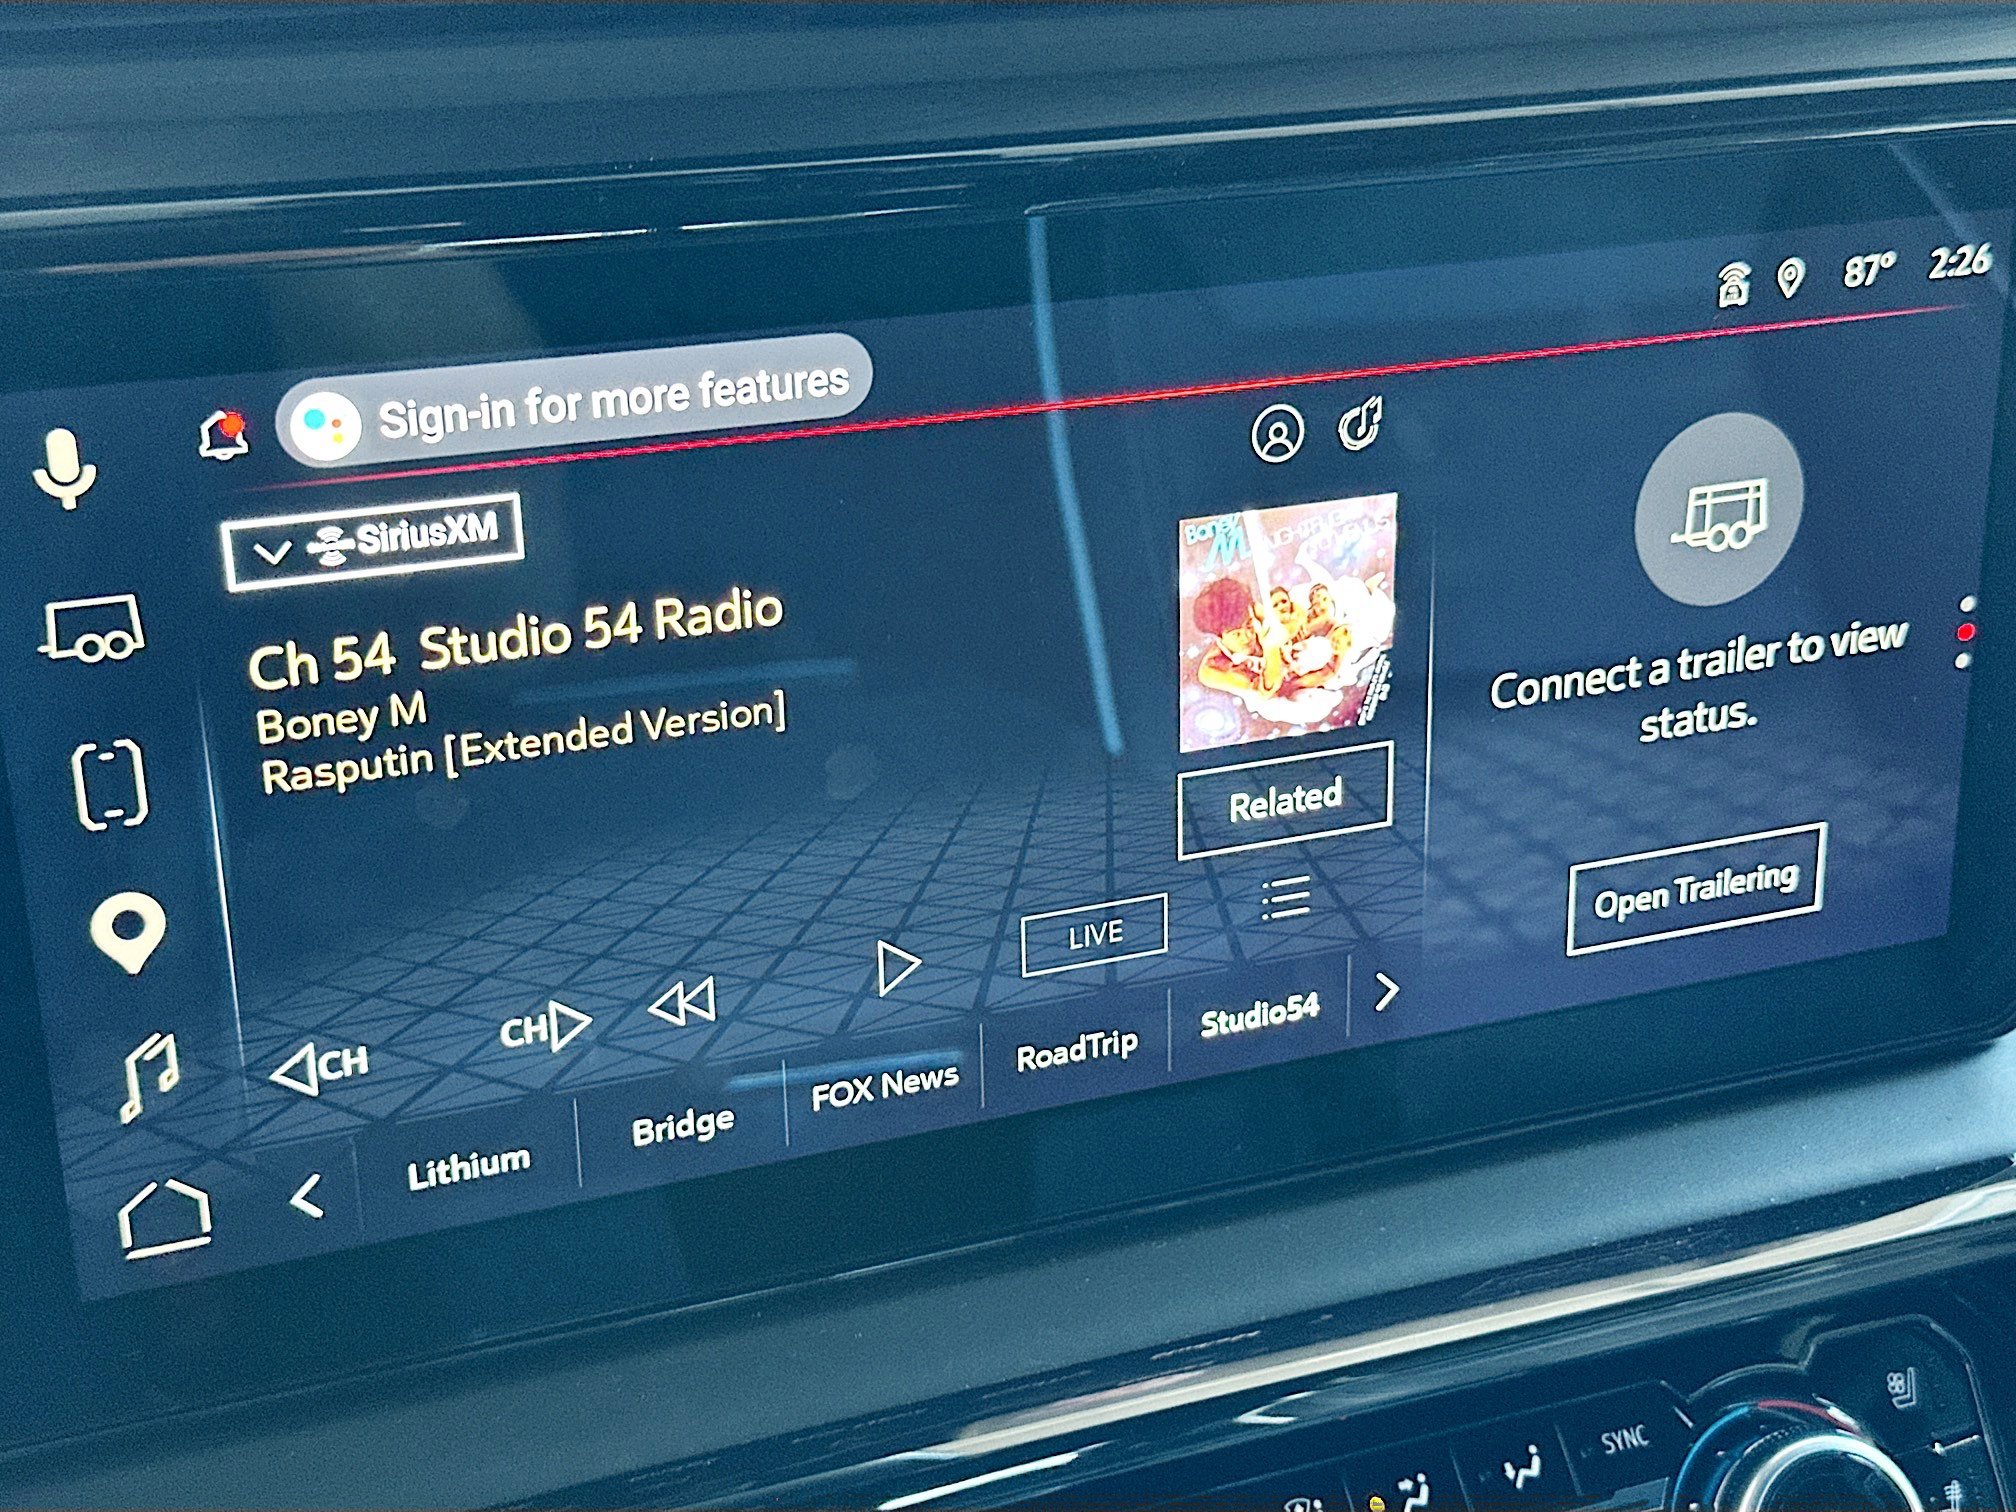 87° 2:26
Sign-in for more features
SiriusXM
Ch 54 Studio 54 Radio
Boney M
Rasputin [Extended Version]
Boney M
Related
Connect a trailer to view
status.
Open Trailering
LIVE
CH
CH
Lithium
Bridge
FOX News
RoadTrip
Studio54
SYNC